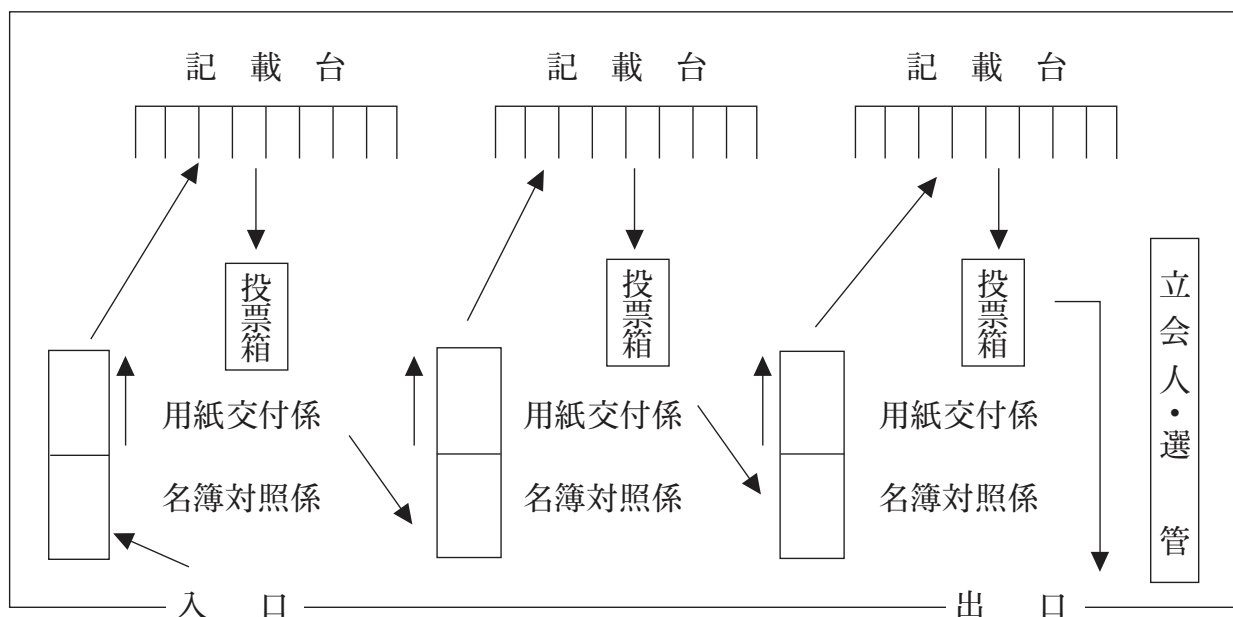 記載台
記載台
記載台
投票箱
投票箱
投票箱
立会人・選管
用紙交付係
用紙交付係
用紙交付係
名簿対照係
名簿対照係
名簿対照係
入口
出口